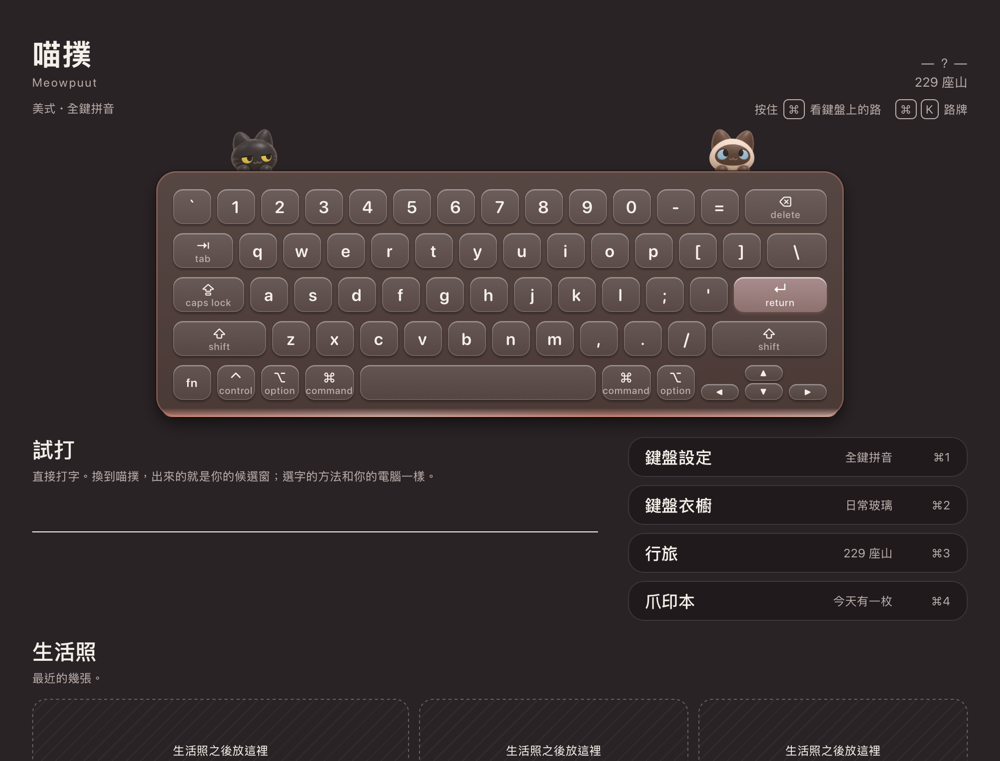 喵撲
Meowpuut
美式・全鍵拼音
— ? —
229 座山
按住 ⌘ 看鍵盤上的路 ⌘ K 路牌
` 1 2 3 4 5 6 7 8 9 0 - = delete
tab q w e r t y u i o p [ ] \
caps lock a s d f g h j k l ; ' return
shift z x c v b n m , . / shift
fn control option command command option
試打
直接打字。換到喵撲，出來的就是你的候選窗；選字的方法和你的電腦一樣。
鍵盤設定 全鍵拼音 ⌘1
鍵盤衣櫥 日常玻璃 ⌘2
行旅 229 座山 ⌘3
爪印本 今天有一枚 ⌘4
生活照
最近的幾張。
生活照之後放這裡 生活照之後放這裡 生活照之後放這裡